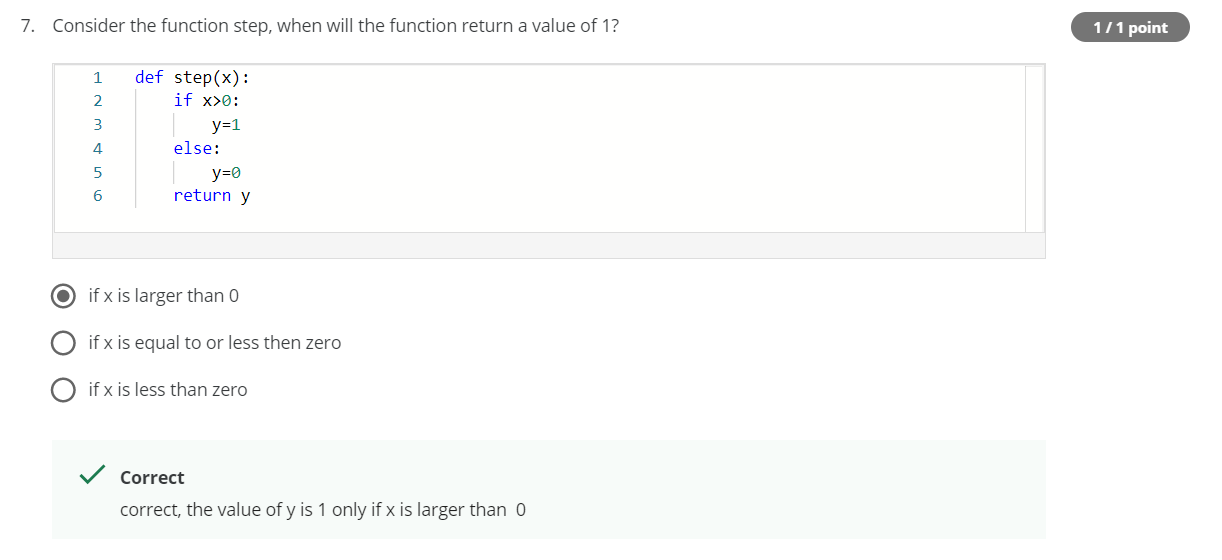 7. Consider the function step, when will the function return a value of 1?
1 / 1 point
1 def step(x):
2     if x>0:
3         y=1
4     else:
5         y=0
6     return y
if x is larger than 0
if x is equal to or less then zero
if x is less than zero
Correct
correct, the value of y is 1 only if x is larger than  0